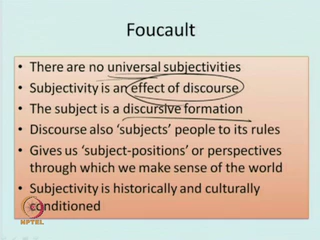 Foucault
• There are no universal subjectivities
• Subjectivity is an effect of discourse
• The subject is a discursive formation
• Discourse also ‘subjects’ people to its rules
• Gives us ‘subject-positions’ or perspectives
through which we make sense of the world
• Subjectivity is historically and culturally
conditioned
NPTEL